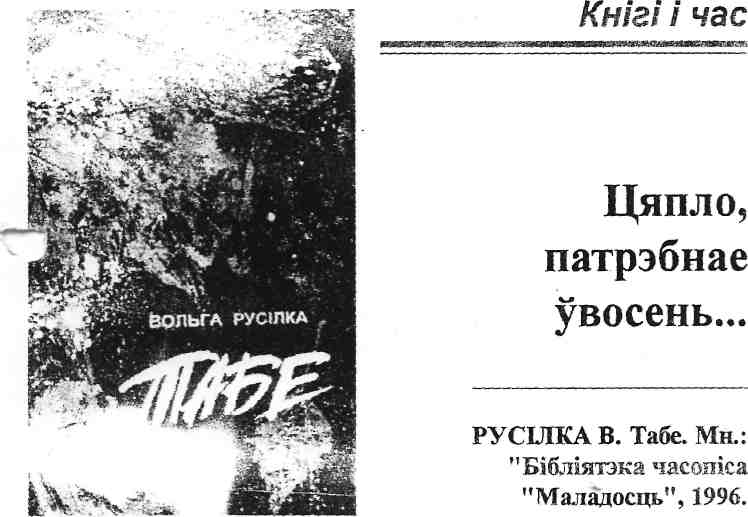 Кнігі і час
ВОЛЬГА РУСІЛКА
ТАБЕ
Цяпло,
патрэбнае
ўвосень...
РУСІЛКА В. Табе. Мн.:
"Бібліятэка часопіса
"Маладосць", 1996.